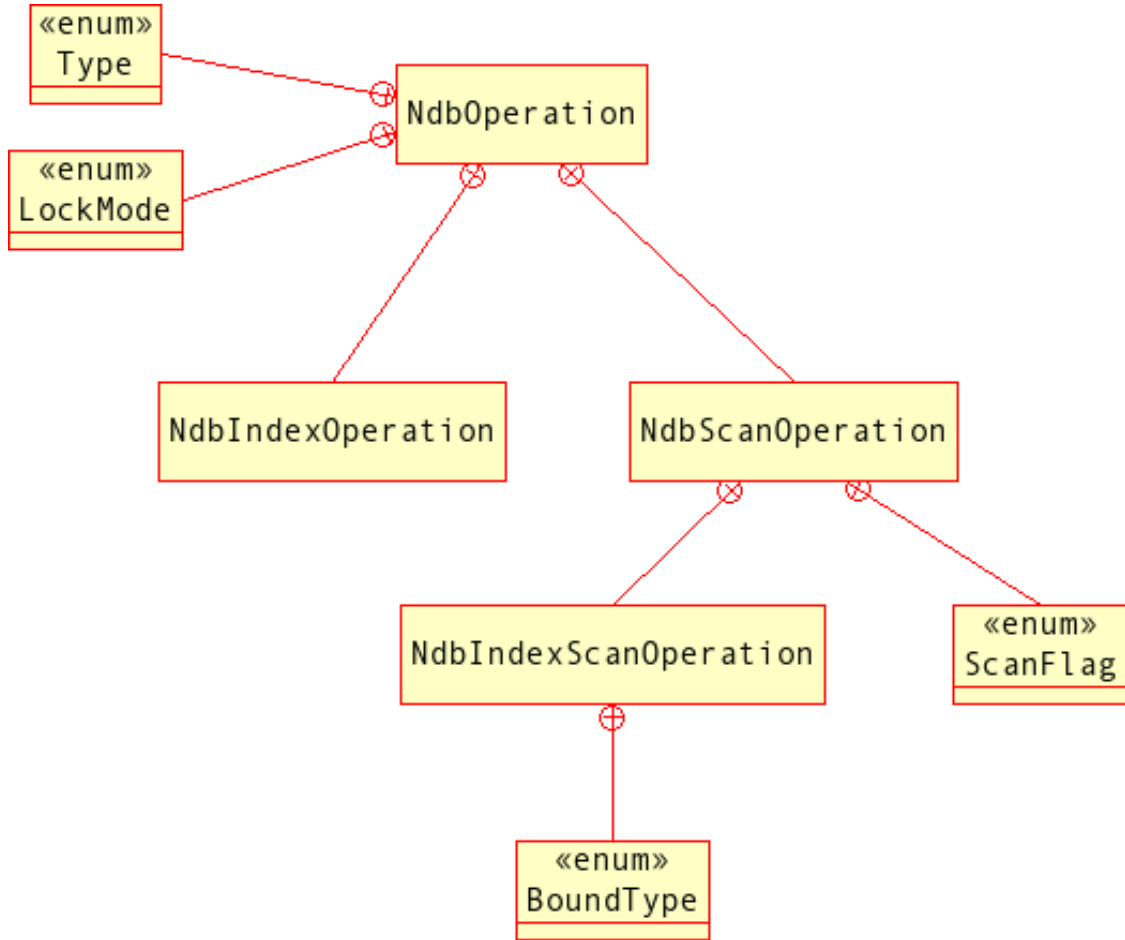 «enum»
Type
NdbOperation
«enum»
LockMode
NdbIndexOperation
NdbScanOperation
NdbIndexScanOperation
«enum»
ScanFlag
«enum»
BoundType